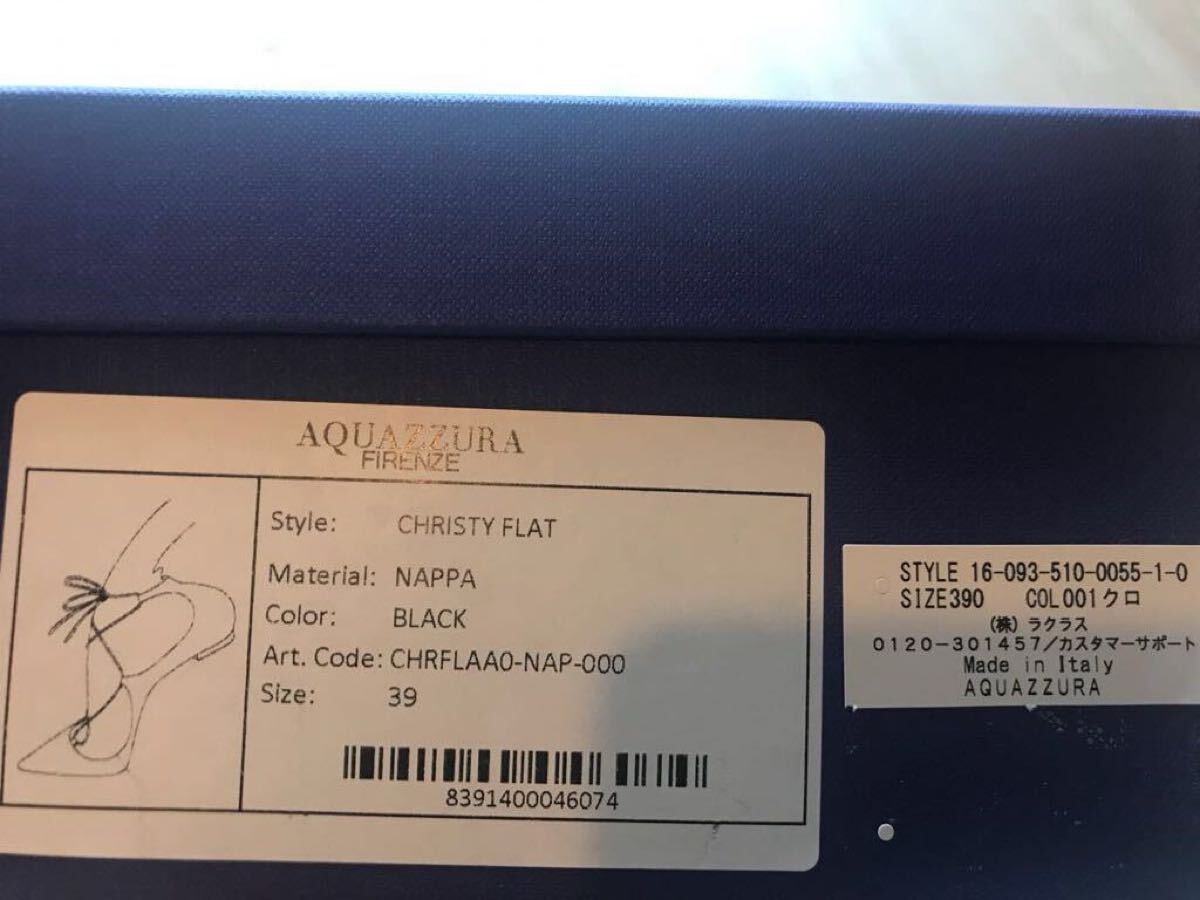 AQUAZZURA
FIRENZE
Style: CHRISTY FLAT
Material: NAPPA
Color: BLACK
Art. Code: CHRFLAA0-NAP-000
Size: 39
8391400046074
STYLE 16-093-510-0055-1-0
SIZE390 COL001クロ
(株) ラクラス
0120-301457/カスタマーサポート
Made in Italy
AQUAZZURA